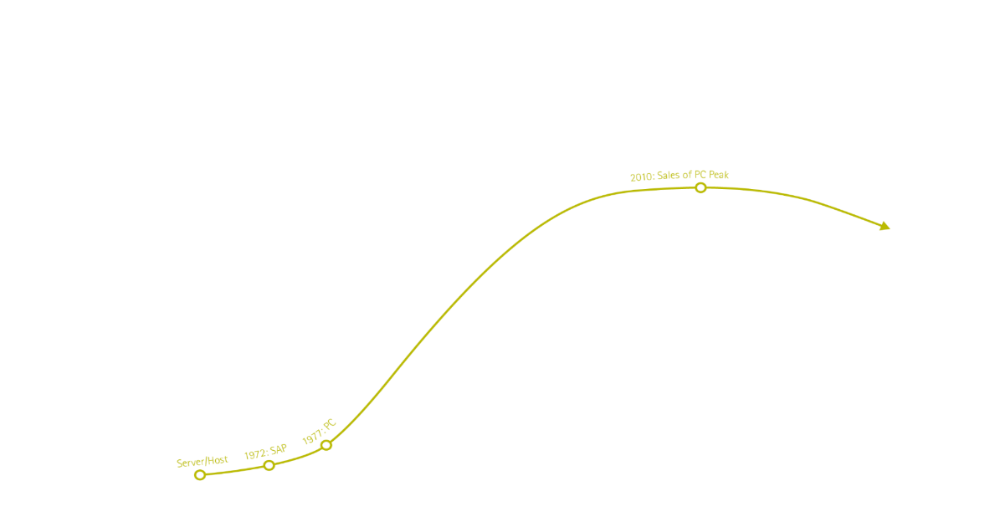 2010: Sales of PC Peak
1977: PC
1972: SAP
Server/Host